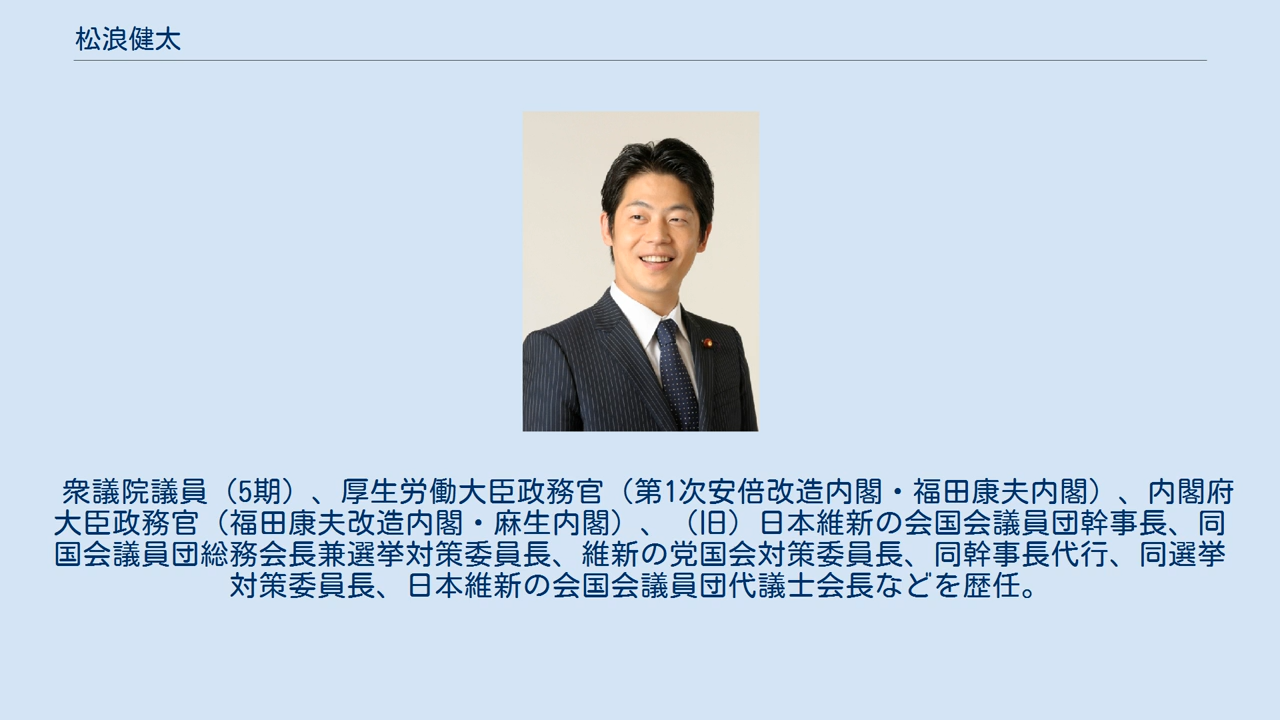 松浪健太
衆議院議員（5期）、厚生労働大臣政務官（第1次安倍改造内閣・福田康夫内閣）、内閣府
大臣政務官（福田康夫改造内閣・麻生内閣）、（旧）日本維新の会国会議員団幹事長、同
国会議員団総務会長兼選挙対策委員長、維新の党国会対策委員長、同幹事長代行、同選挙
対策委員長、日本維新の会国会議員団代議士会長などを歴任。